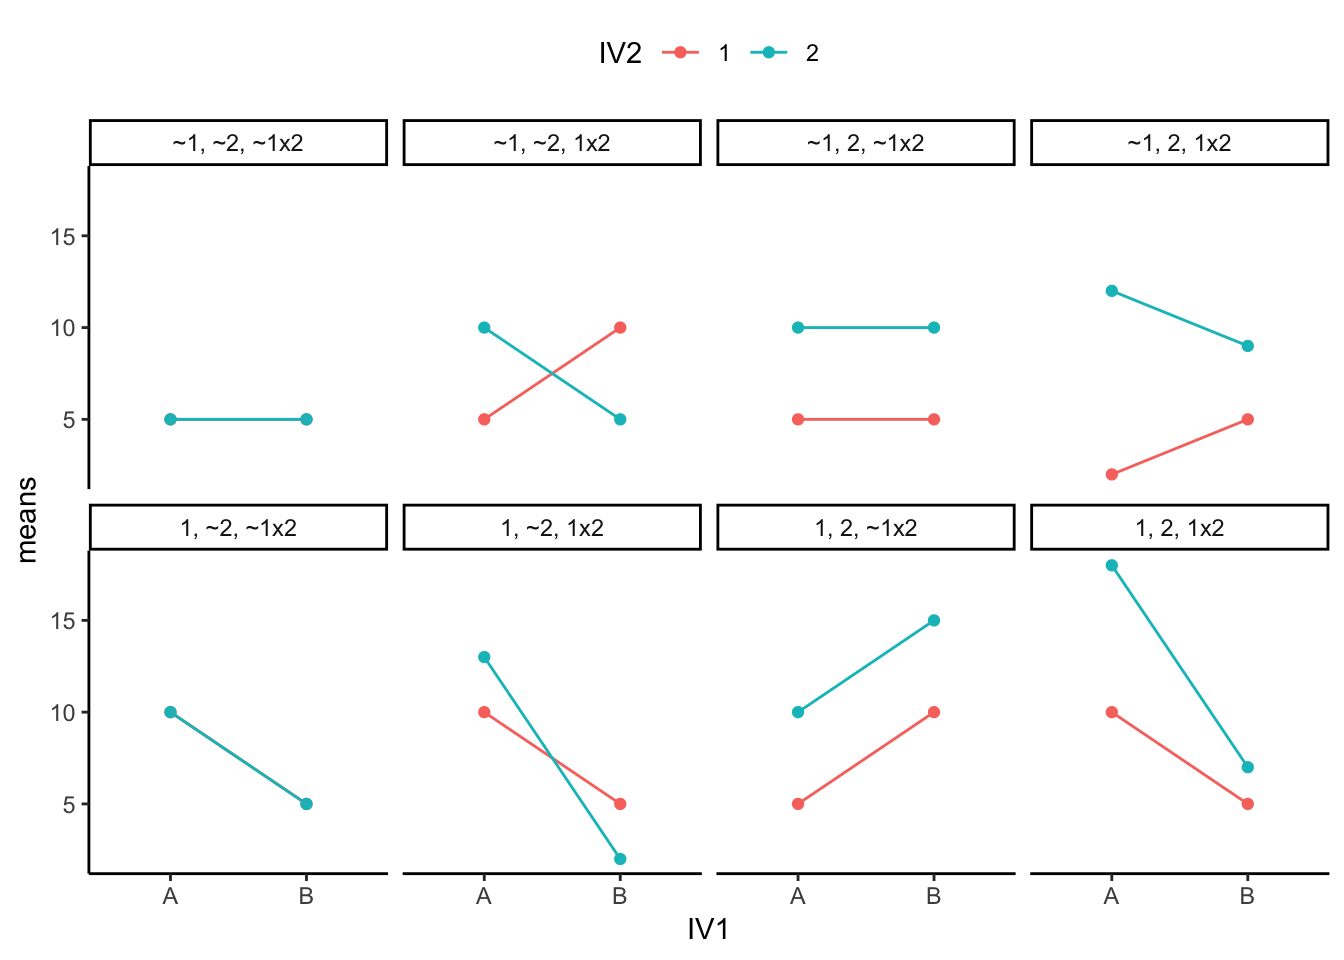 IV2 1 2
~1, ~2, ~1x2 ~1, ~2, 1x2 ~1, 2, ~1x2 ~1, 2, 1x2
15
10
5
means
1, ~2, ~1x2 1, ~2, 1x2 1, 2, ~1x2 1, 2, 1x2
15
10
5
A B A B A B A B
IV1